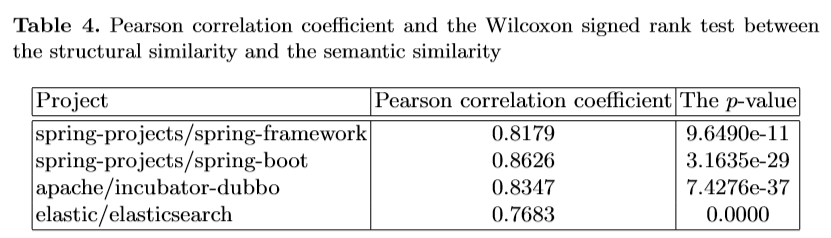 Table 4. Pearson correlation coefficient and the Wilcoxon signed rank test between
the structural similarity and the semantic similarity
Project Pearson correlation coefficient The p-value
spring-projects/spring-framework 0.8179 9.6490e-11
spring-projects/spring-boot 0.8626 3.1635e-29
apache/incubator-dubbo 0.8347 7.4276e-37
elastic/elasticsearch 0.7683 0.0000